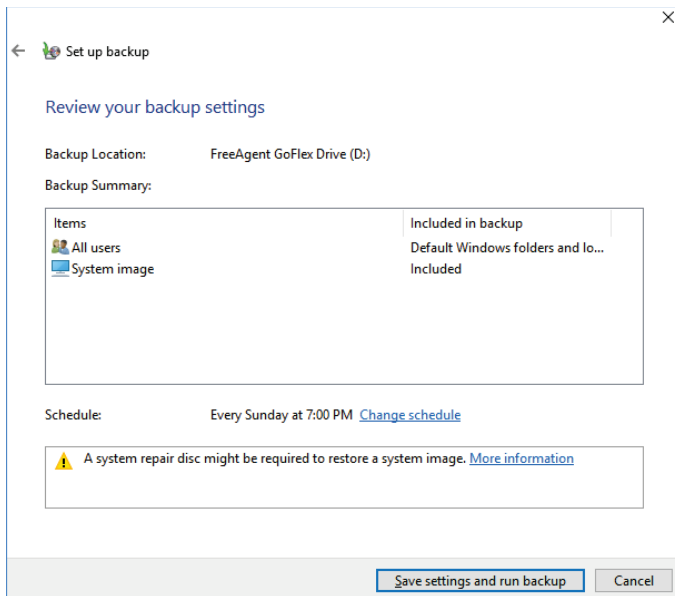 Set up backup
Review your backup settings
Backup Location: FreeAgent GoFlex Drive (D:)
Backup Summary:
Items Included in backup
All users Default Windows folders and lo...
System image Included
Schedule: Every Sunday at 7:00 PM Change schedule
A system repair disc might be required to restore a system image. More information
Save settings and run backup Cancel